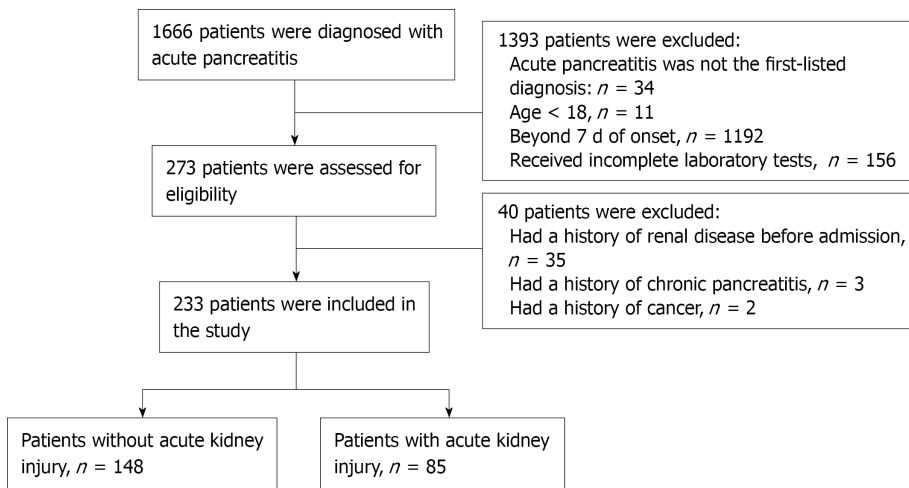 1666 patients were diagnosed with
acute pancreatitis
1393 patients were excluded:
Acute pancreatitis was not the first-listed
diagnosis: n = 34
Age < 18, n = 11
Beyond 7 d of onset, n = 1192
Received incomplete laboratory tests, n = 156
273 patients were assessed for
eligibility
40 patients were excluded:
Had a history of renal disease before admission,
n = 35
Had a history of chronic pancreatitis, n = 3
Had a history of cancer, n = 2
233 patients were included in
the study
Patients without acute kidney
injury, n = 148
Patients with acute kidney
injury, n = 85